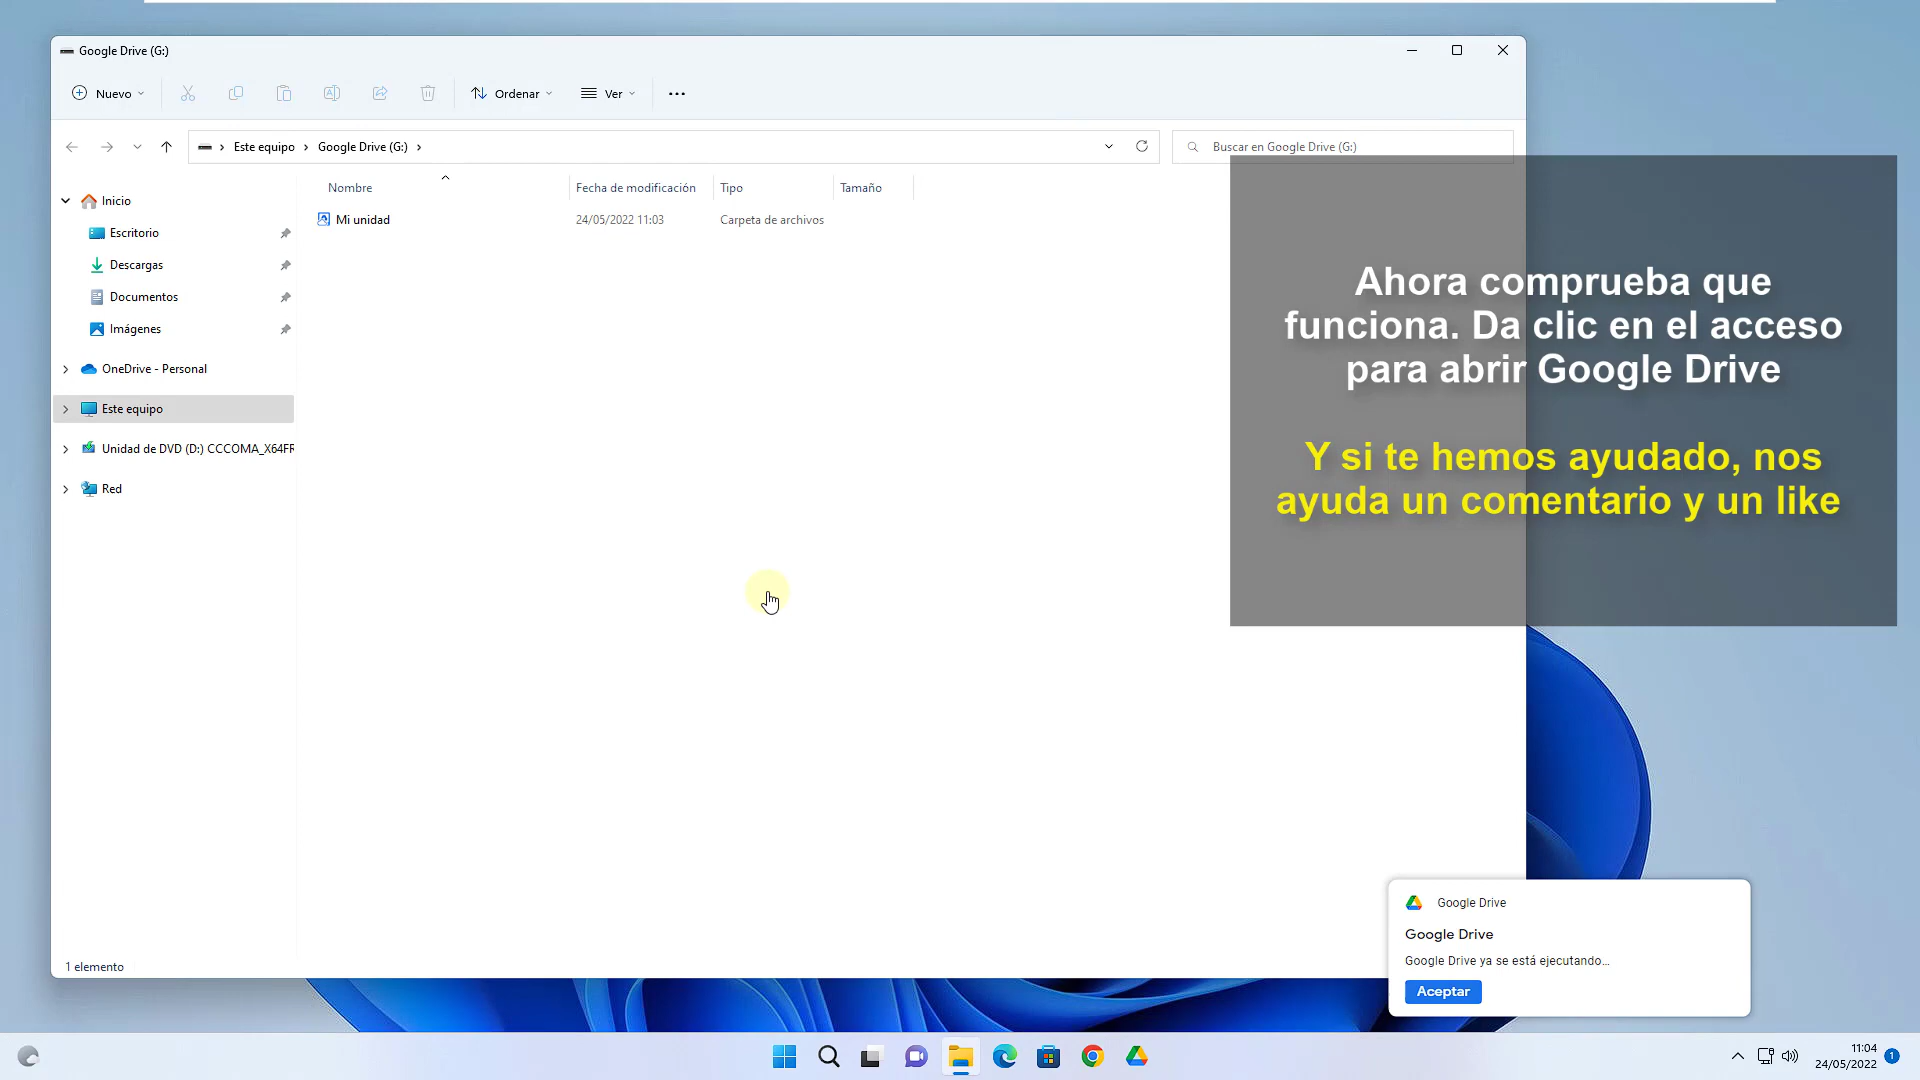 Google Drive (G:)
Nuevo
Ordenar
Ver
Este equipo
Google Drive (G:)
Buscar en Google Drive (G:)
Nombre
Fecha de modificación
Tipo
Tamaño
Mi unidad
24/05/2022 11:03
Carpeta de archivos
Inicio
Escritorio
Descargas
Documentos
Imágenes
OneDrive - Personal
Este equipo
Unidad de DVD (D:) CCCOMA_X64FR
Red
Ahora comprueba que
funciona. Da clic en el acceso
para abrir Google Drive
Y si te hemos ayudado, nos
ayuda un comentario y un like
Google Drive
Google Drive
Google Drive ya se está ejecutando...
Aceptar
1 elemento
11:04
24/05/2022
1